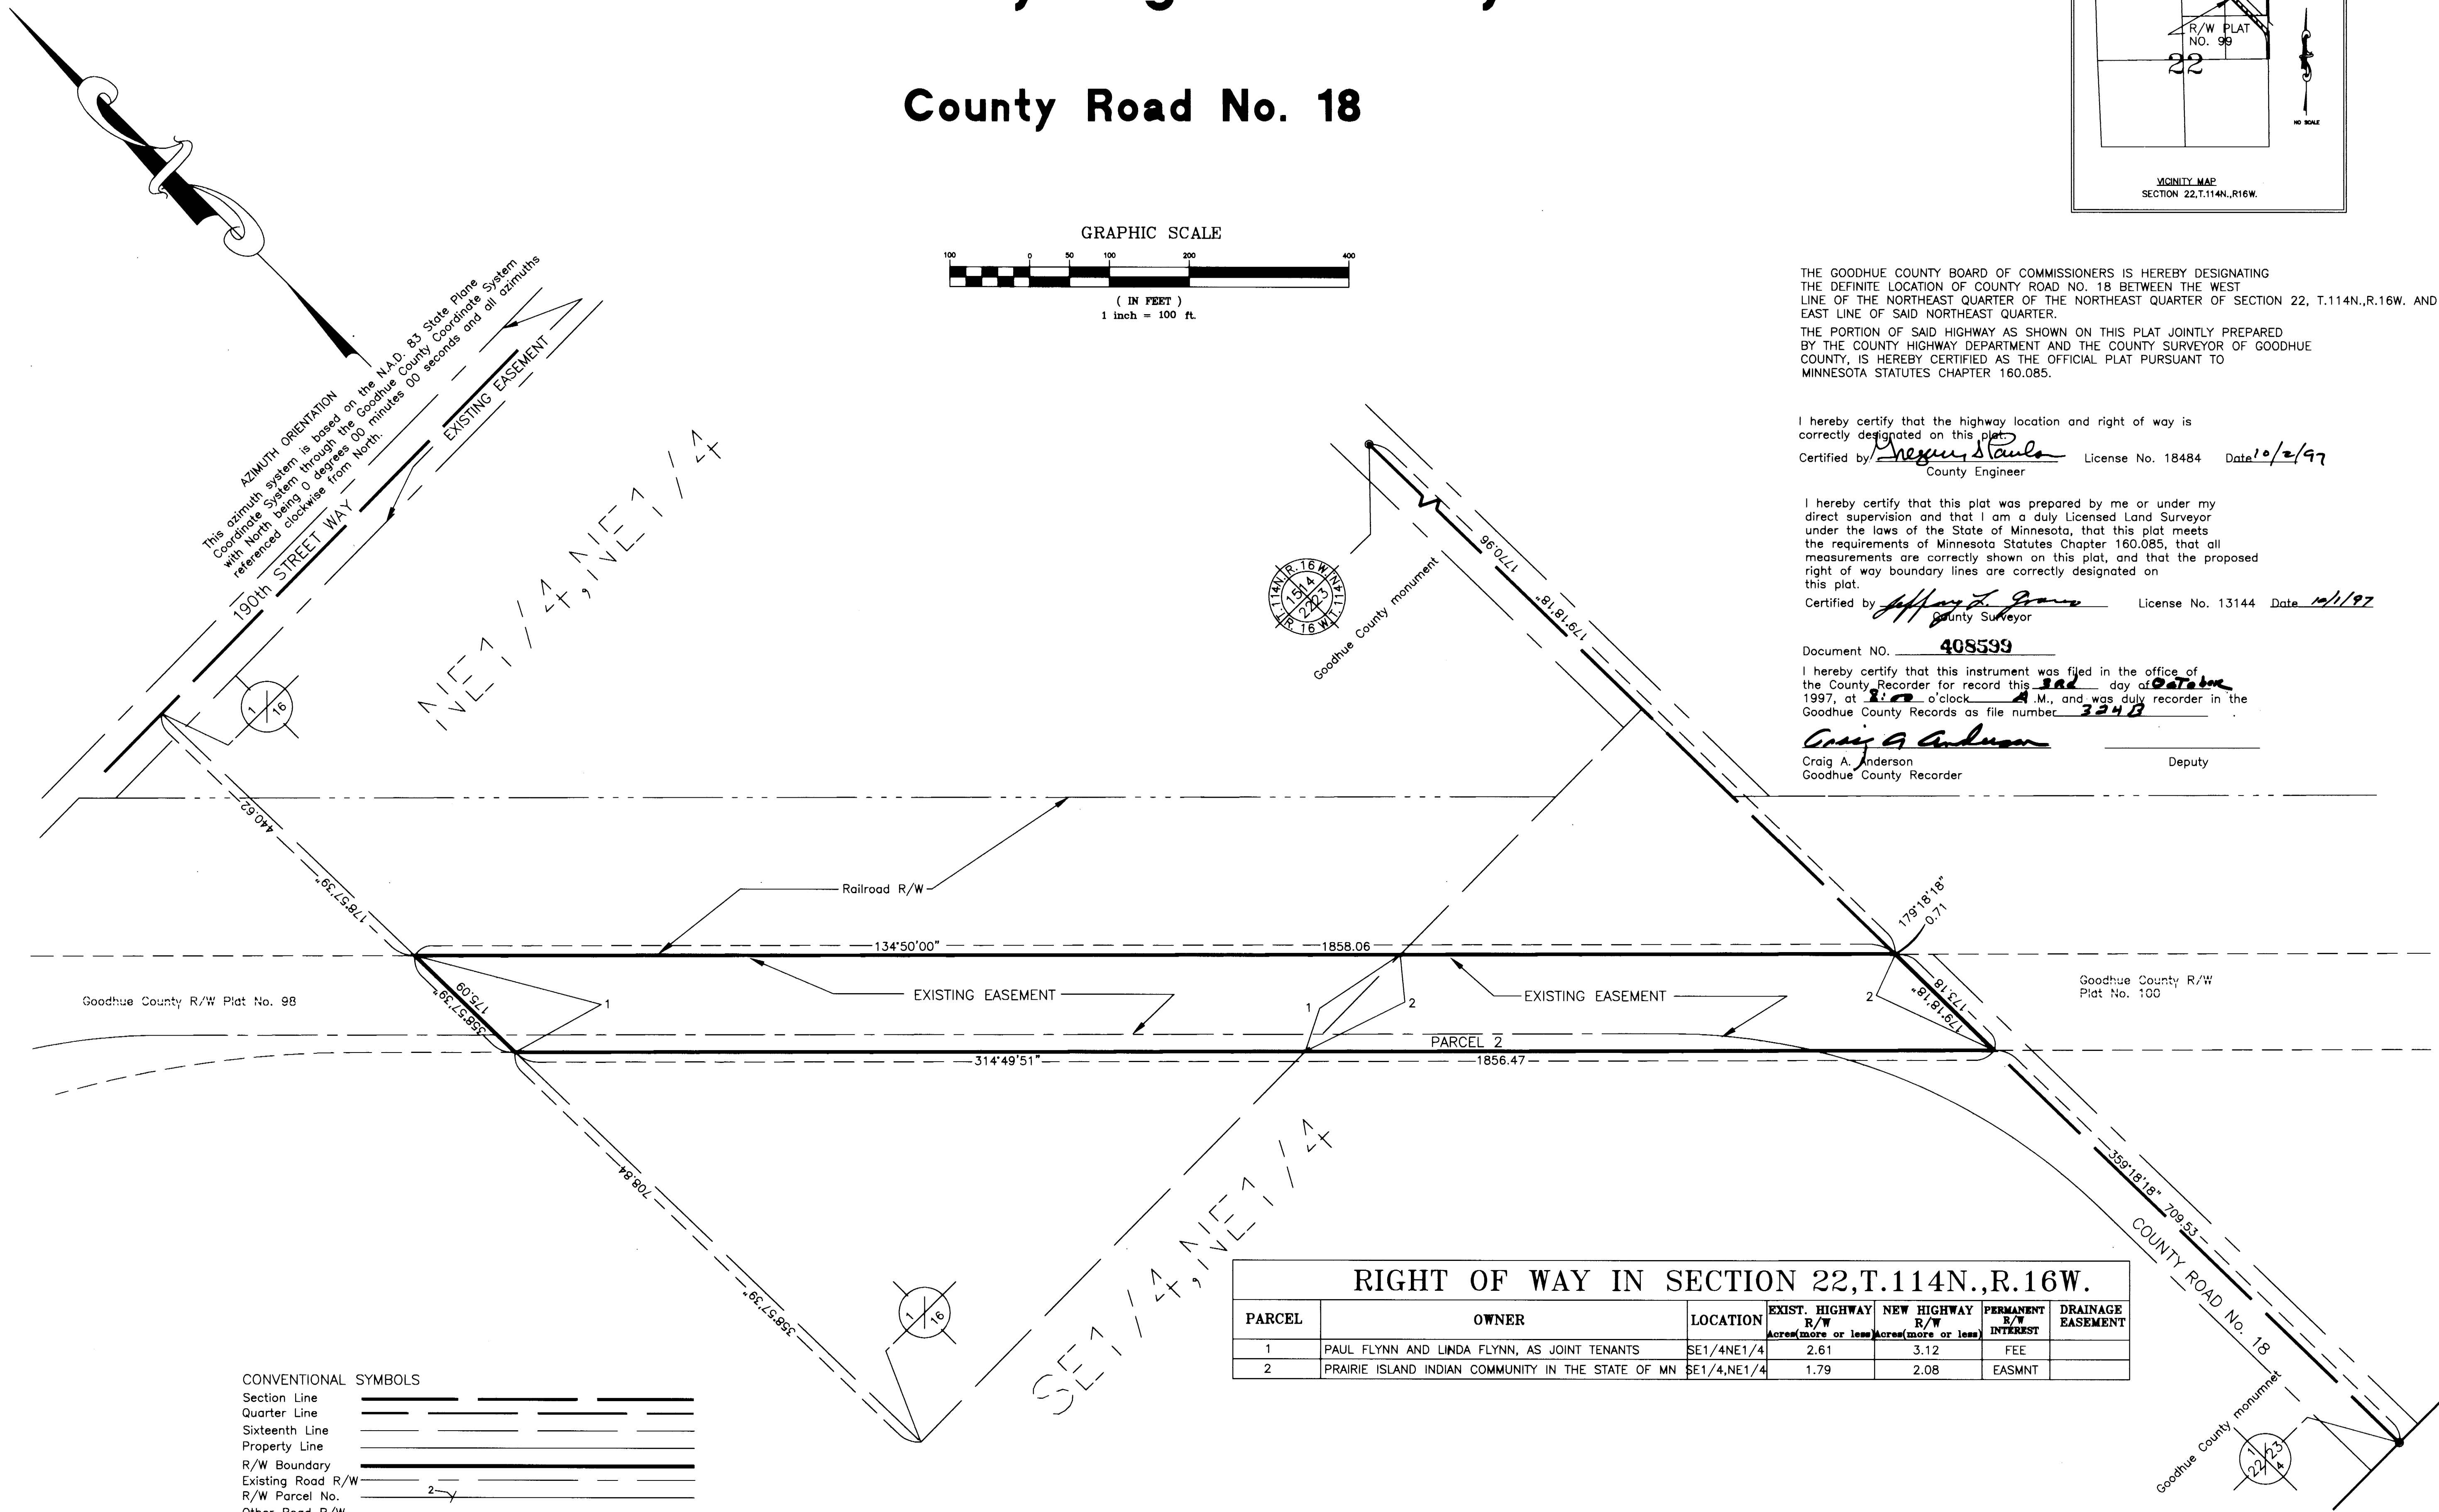 County Road No. 18
R/W PLAT
NO. 99
22
NO SCALE
VICINITY MAP
SECTION 22,T.114N.,R16W.
GRAPHIC SCALE
100 0 50 100 200 400
( IN FEET )
1 inch = 100 ft.
AZIMUTH ORIENTATION
This azimuth system is based on the N.A.D. 83 State Plane
Coordinate System through the Goodhue County Coordinate System
with North being 0 degrees 00 minutes 00 seconds and all azimuths
referenced clockwise from North.
190th STREET WAY
EXISTING EASEMENT
NE1/4,NE1/4
1 16
THE GOODHUE COUNTY BOARD OF COMMISSIONERS IS HEREBY DESIGNATING
THE DEFINITE LOCATION OF COUNTY ROAD NO. 18 BETWEEN THE WEST
LINE OF THE NORTHEAST QUARTER OF THE NORTHEAST QUARTER OF SECTION 22, T.114N.,R.16W. AND
EAST LINE OF SAID NORTHEAST QUARTER.
THE PORTION OF SAID HIGHWAY AS SHOWN ON THIS PLAT JOINTLY PREPARED
BY THE COUNTY HIGHWAY DEPARTMENT AND THE COUNTY SURVEYOR OF GOODHUE
COUNTY, IS HEREBY CERTIFIED AS THE OFFICIAL PLAT PURSUANT TO
MINNESOTA STATUTES CHAPTER 160.085.
I hereby certify that the highway location and right of way is
correctly designated on this plat.
Certified by License No. 18484 Date 10/2/97
County Engineer
I hereby certify that this plat was prepared by me or under my
direct supervision and that I am a duly Licensed Land Surveyor
under the laws of the State of Minnesota, that this plat meets
the requirements of Minnesota Statutes Chapter 160.085, that all
measurements are correctly shown on this plat, and that the proposed
right of way boundary lines are correctly designated on
this plat.
Certified by License No. 13144 Date 10/1/97
County Surveyor
Document NO. 408599
I hereby certify that this instrument was filed in the office of
the County Recorder for record this 3Rd day of OcTober
1997, at 8:00 o'clock A .M., and was duly recorder in the
Goodhue County Records as file number 324B
Craig A Anderson
Craig A. Anderson Deputy
Goodhue County Recorder
R. 16 W.
T. 114N.
15 14
22 23
T. 114N.
R. 16 W.
Goodhue County monument
1770.96
179°18'18"
440.62
178°57'39"
Railroad R/W
134°50'00" 1858.06
179°18'18"
0.71
Goodhue County R/W Plat No. 98
175.09
358°57'39"
1
EXISTING EASEMENT
1
2
EXISTING EASEMENT
2
173.18
179°18'18"
Goodhue County R/W
Plat No. 100
PARCEL 2
314°49'51" 1856.47
708.84
358°57'39"
1 16
SE1/4,NE1/4
359°18'18" 709.53
COUNTY ROAD No. 18
Goodhue County monumnet
1 23
22 4
RIGHT OF WAY IN SECTION 22,T.114N.,R.16W.
PARCEL OWNER LOCATION EXIST. HIGHWAY R/W Acres(more or less) NEW HIGHWAY R/W Acres(more or less) PERMANENT R/W INTEREST DRAINAGE EASEMENT
1 PAUL FLYNN AND LINDA FLYNN, AS JOINT TENANTS SE1/4NE1/4 2.61 3.12 FEE
2 PRAIRIE ISLAND INDIAN COMMUNITY IN THE STATE OF MN SE1/4,NE1/4 1.79 2.08 EASMNT
CONVENTIONAL SYMBOLS
Section Line
Quarter Line
Sixteenth Line
Property Line
R/W Boundary
Existing Road R/W
R/W Parcel No. 2
Other Road R/W